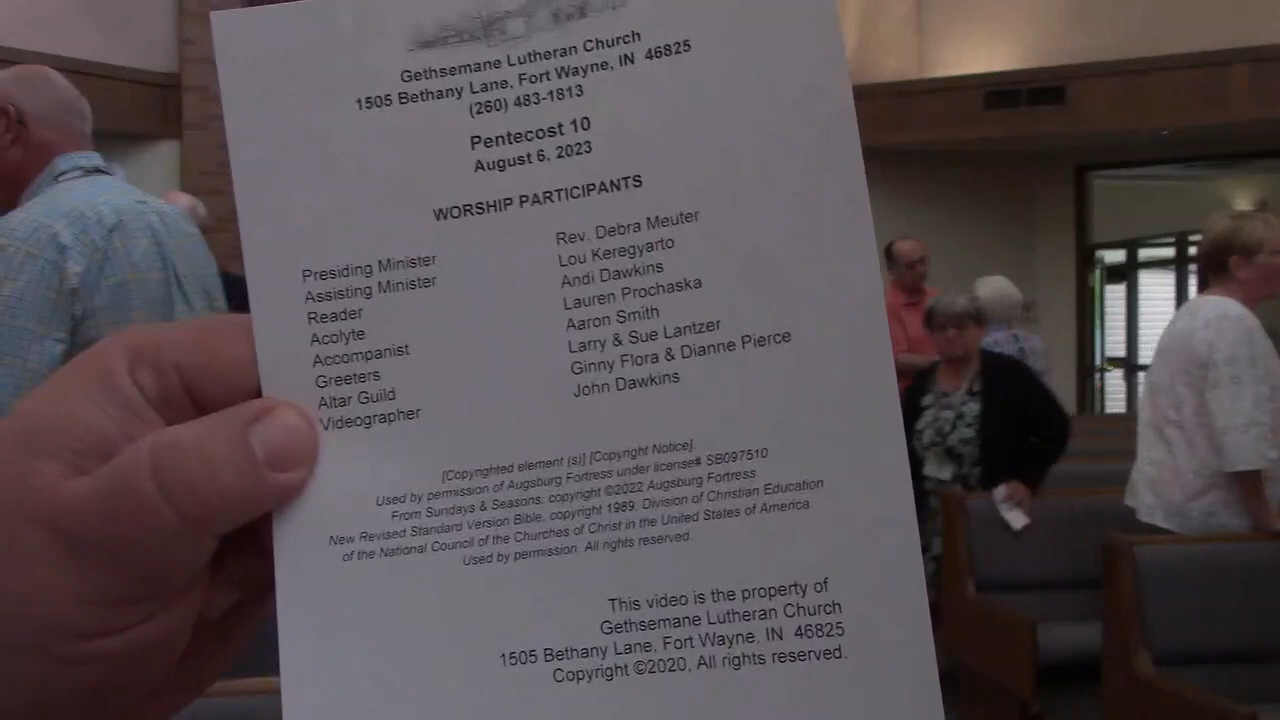 Gethsemane Lutheran Church
1505 Bethany Lane, Fort Wayne, IN 46825
(260) 483-1813
Pentecost 10
August 6, 2023
WORSHIP PARTICIPANTS
Presiding Minister Rev. Debra Meuter
Assisting Minister Lou Keregyarto
Reader Andi Dawkins
Acolyte Lauren Prochaska
Accompanist Aaron Smith
Greeters Larry & Sue Lantzer
Altar Guild Ginny Flora & Dianne Pierce
Videographer John Dawkins
[Copyrighted element (s)] [Copyright Notice].
Used by permission of Augsburg Fortress under license# SB097510
From Sundays & Seasons. copyright ©2022 Augsburg Fortress
New Revised Standard Version Bible, copyright 1989, Division of Christian Education
of the National Council of the Churches of Christ in the United States of America
Used by permission. All rights reserved.
This video is the property of
Gethsemane Lutheran Church
1505 Bethany Lane, Fort Wayne, IN 46825
Copyright ©2020, All rights reserved.